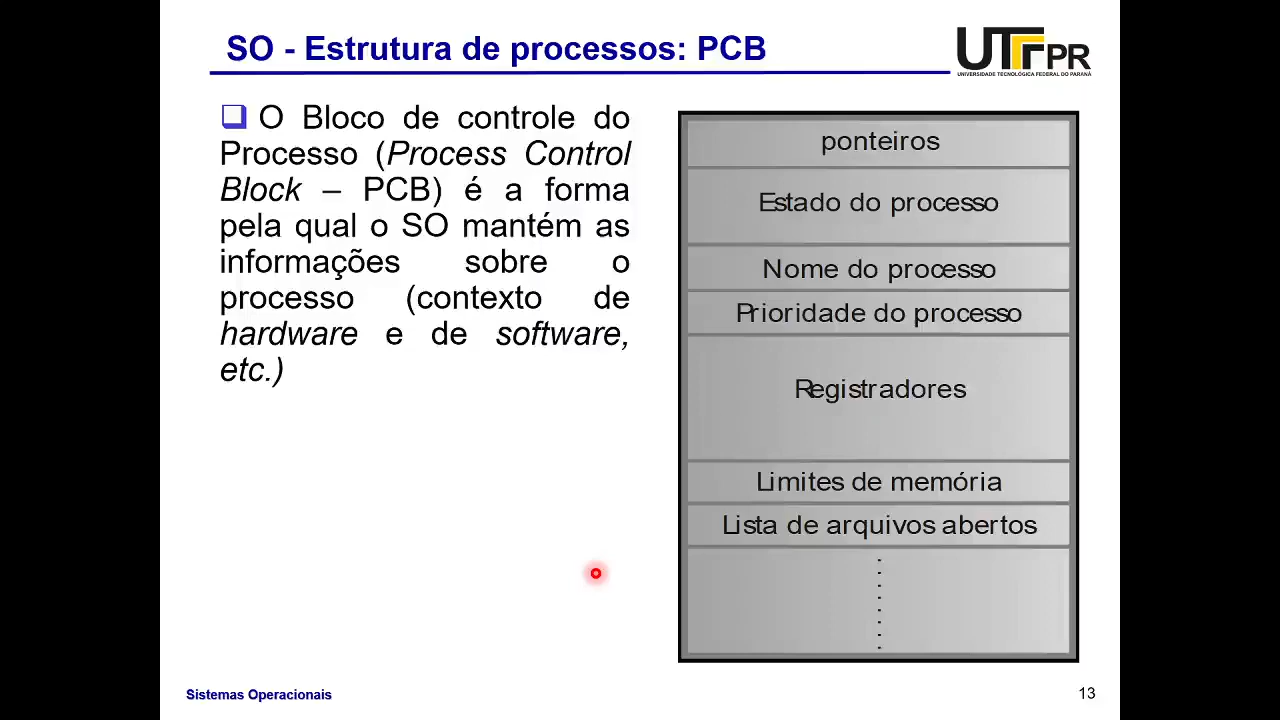 SO - Estrutura de processos: PCB
UTFPR
UNIVERSIDADE TECNOLÓGICA FEDERAL DO PARANÁ
O Bloco de controle do
Processo (Process Control
Block – PCB) é a forma
pela qual o SO mantém as
informações sobre o
processo (contexto de
hardware e de software,
etc.)
ponteiros
Estado do processo
Nome do processo
Prioridade do processo
Registradores
Limites de memória
Lista de arquivos abertos
Sistemas Operacionais
13